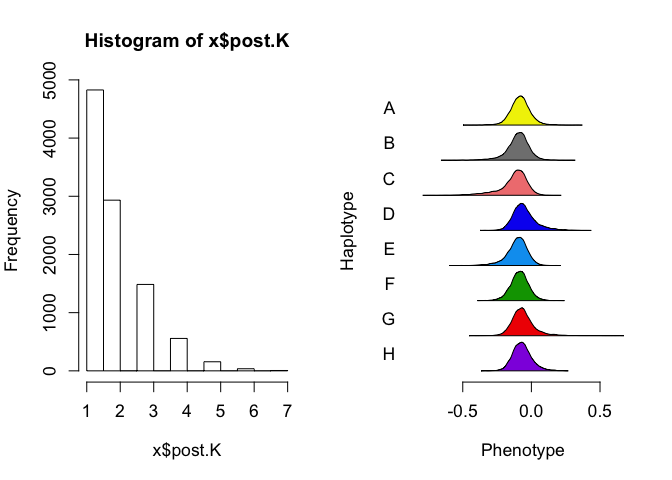 Histogram of x$post.K
Frequency
0
1000
2000
3000
4000
5000
1 2 3 4 5 6 7
x$post.K
Haplotype
A
B
C
D
E
F
G
H
-0.5 0.0 0.5
Phenotype